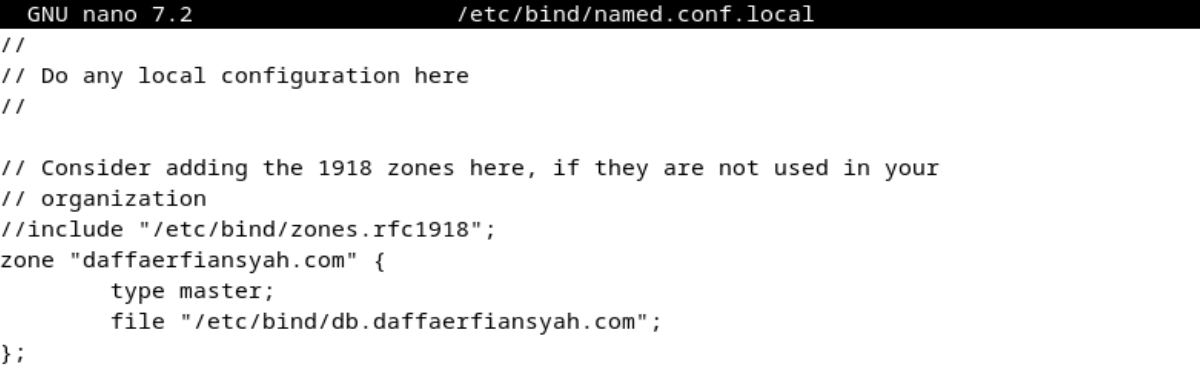 GNU nano 7.2 /etc/bind/named.conf.local
//
// Do any local configuration here
//
// Consider adding the 1918 zones here, if they are not used in your
// organization
//include "/etc/bind/zones.rfc1918";
zone "daffaerfiansyah.com" {
        type master;
        file "/etc/bind/db.daffaerfiansyah.com";
};